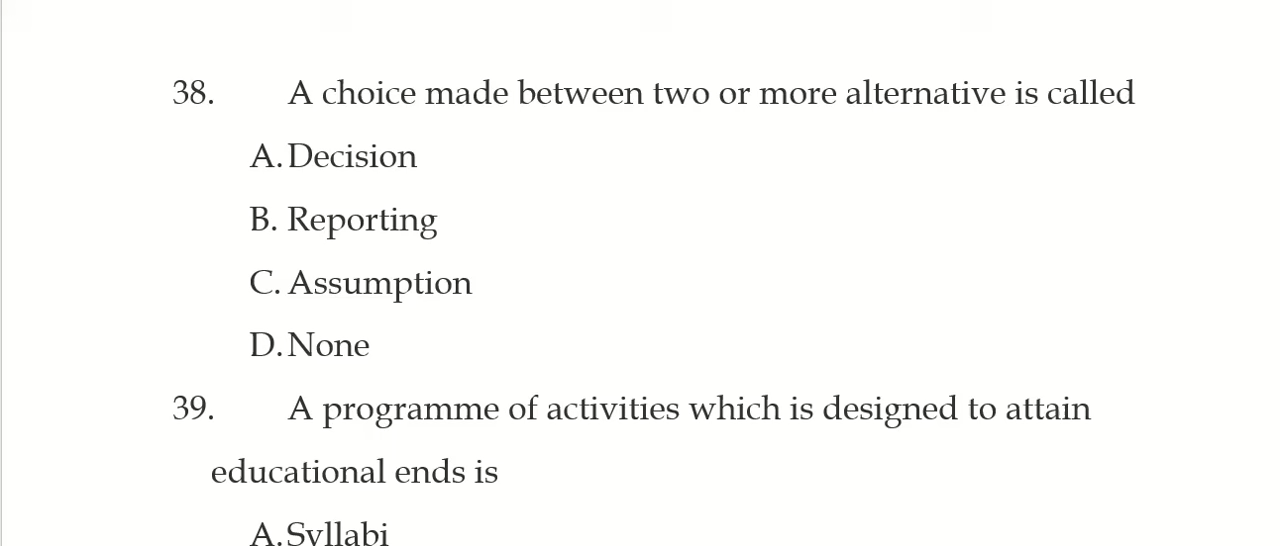 38. A choice made between two or more alternative is called
A. Decision
B. Reporting
C. Assumption
D. None
39. A programme of activities which is designed to attain
educational ends is
A. Syllabi